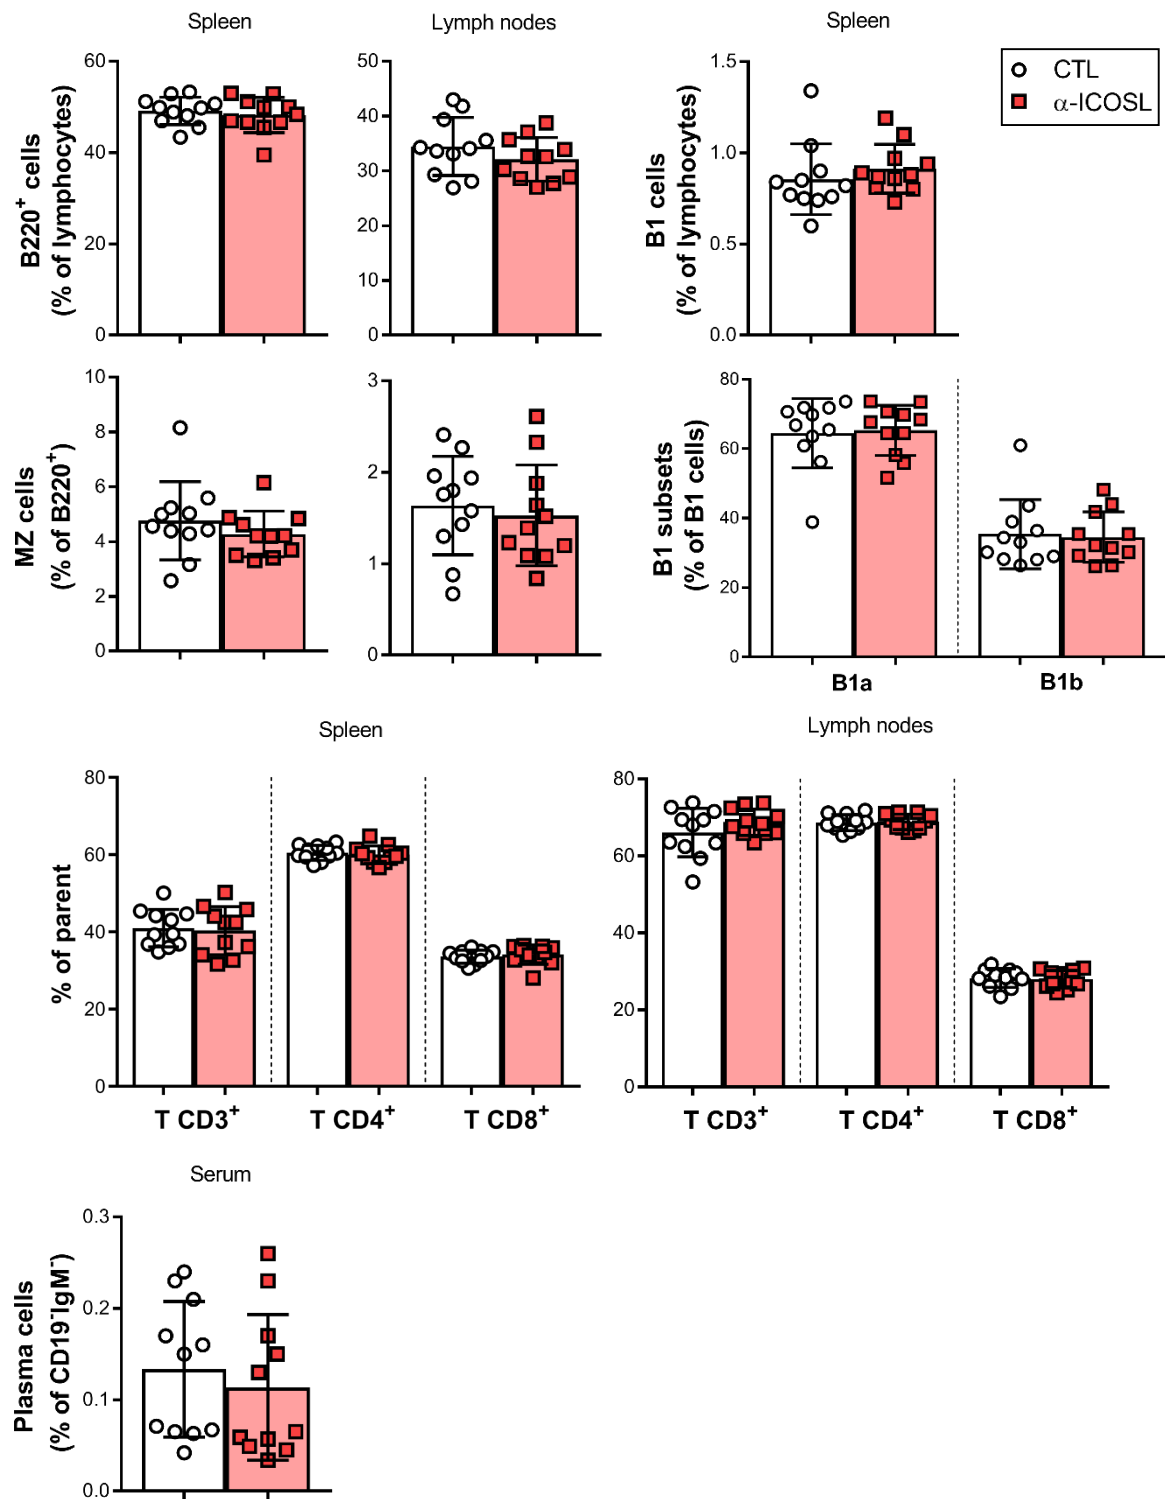 Spleen
Lymph nodes
Spleen
CTL
α-ICOSL
B220+ cells
(% of lymphocytes)
60
40
20
0
50
40
30
20
10
0
B1 cells
(% of lymphocytes)
1.5
1.0
0.5
0.0
MZ cells
(% of B220+)
10
8
6
4
2
0
3
2
1
0
B1 subsets
(% of B1 cells)
80
60
40
20
0
B1a
B1b
Spleen
Lymph nodes
% of parent
80
60
40
20
0
T CD3+
T CD4+
T CD8+
80
60
40
20
0
T CD3+
T CD4+
T CD8+
Serum
Plasma cells
(% of CD19-IgM-)
0.3
0.2
0.1
0.0